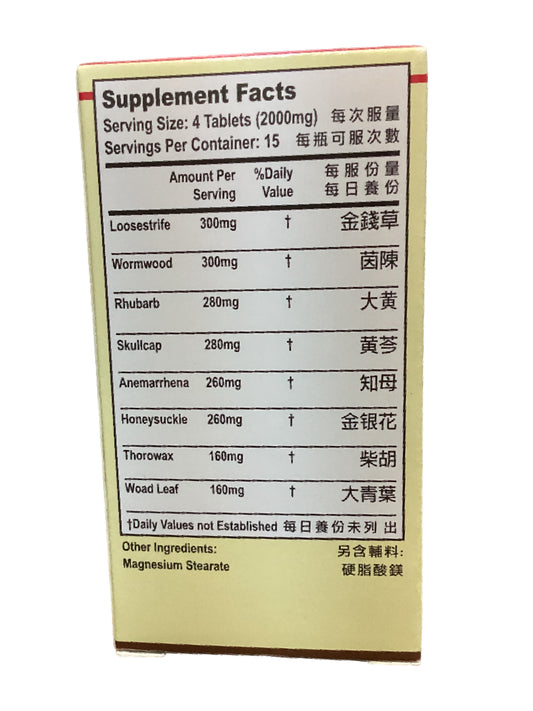 Supplement Facts
Serving Size: 4 Tablets (2000mg) 每次服量
Servings Per Container: 15 每瓶可服次數
Amount Per Serving %Daily Value 每服份量 每日養份
Loosestrife 300mg † 金錢草
Wormwood 300mg † 茵陳
Rhubarb 280mg † 大黄
Skullcap 280mg † 黄芩
Anemarrhena 260mg † 知母
Honeysuckle 260mg † 金银花
Thorowax 160mg † 柴胡
Woad Leaf 160mg † 大青葉
†Daily Values not Established 每日養份未列出
Other Ingredients: 另含輔料:
Magnesium Stearate 硬脂酸鎂